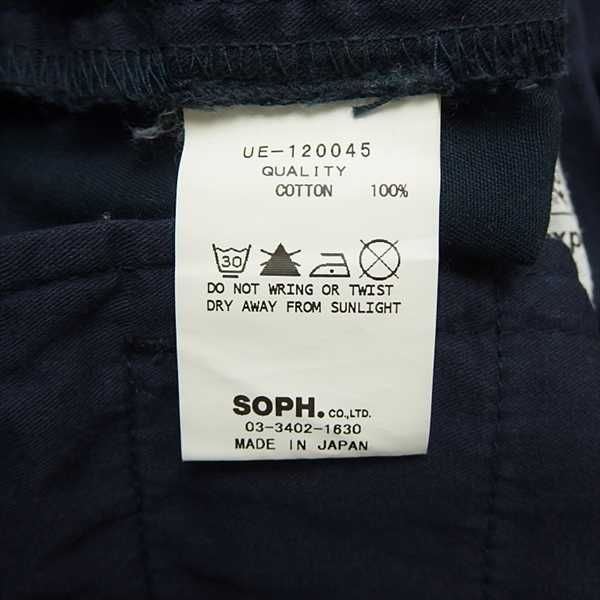 UE-120045
QUALITY
COTTON 100%
30
DO NOT WRING OR TWIST
DRY AWAY FROM SUNLIGHT
SOPH. CO.,LTD.
03-3402-1630
MADE IN JAPAN